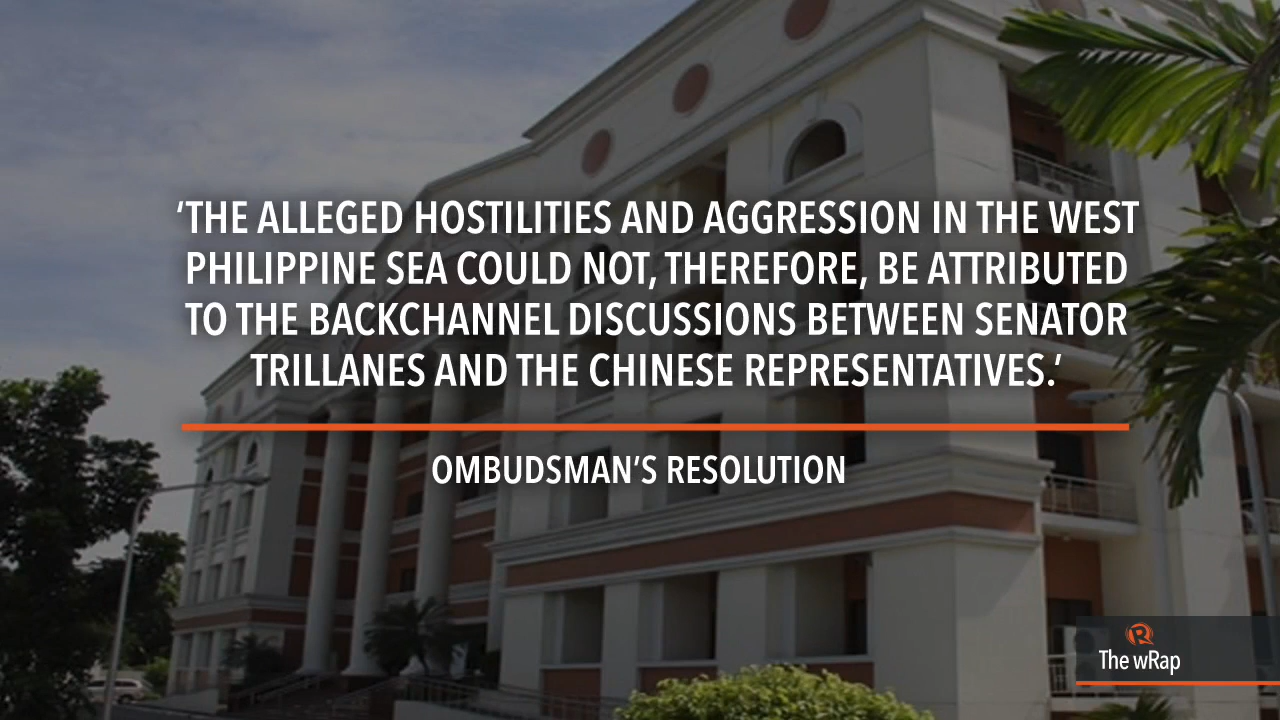 ‘THE ALLEGED HOSTILITIES AND AGGRESSION IN THE WEST
PHILIPPINE SEA COULD NOT, THEREFORE, BE ATTRIBUTED
TO THE BACKCHANNEL DISCUSSIONS BETWEEN SENATOR
TRILLANES AND THE CHINESE REPRESENTATIVES.’
OMBUDSMAN’S RESOLUTION
R
The wRap